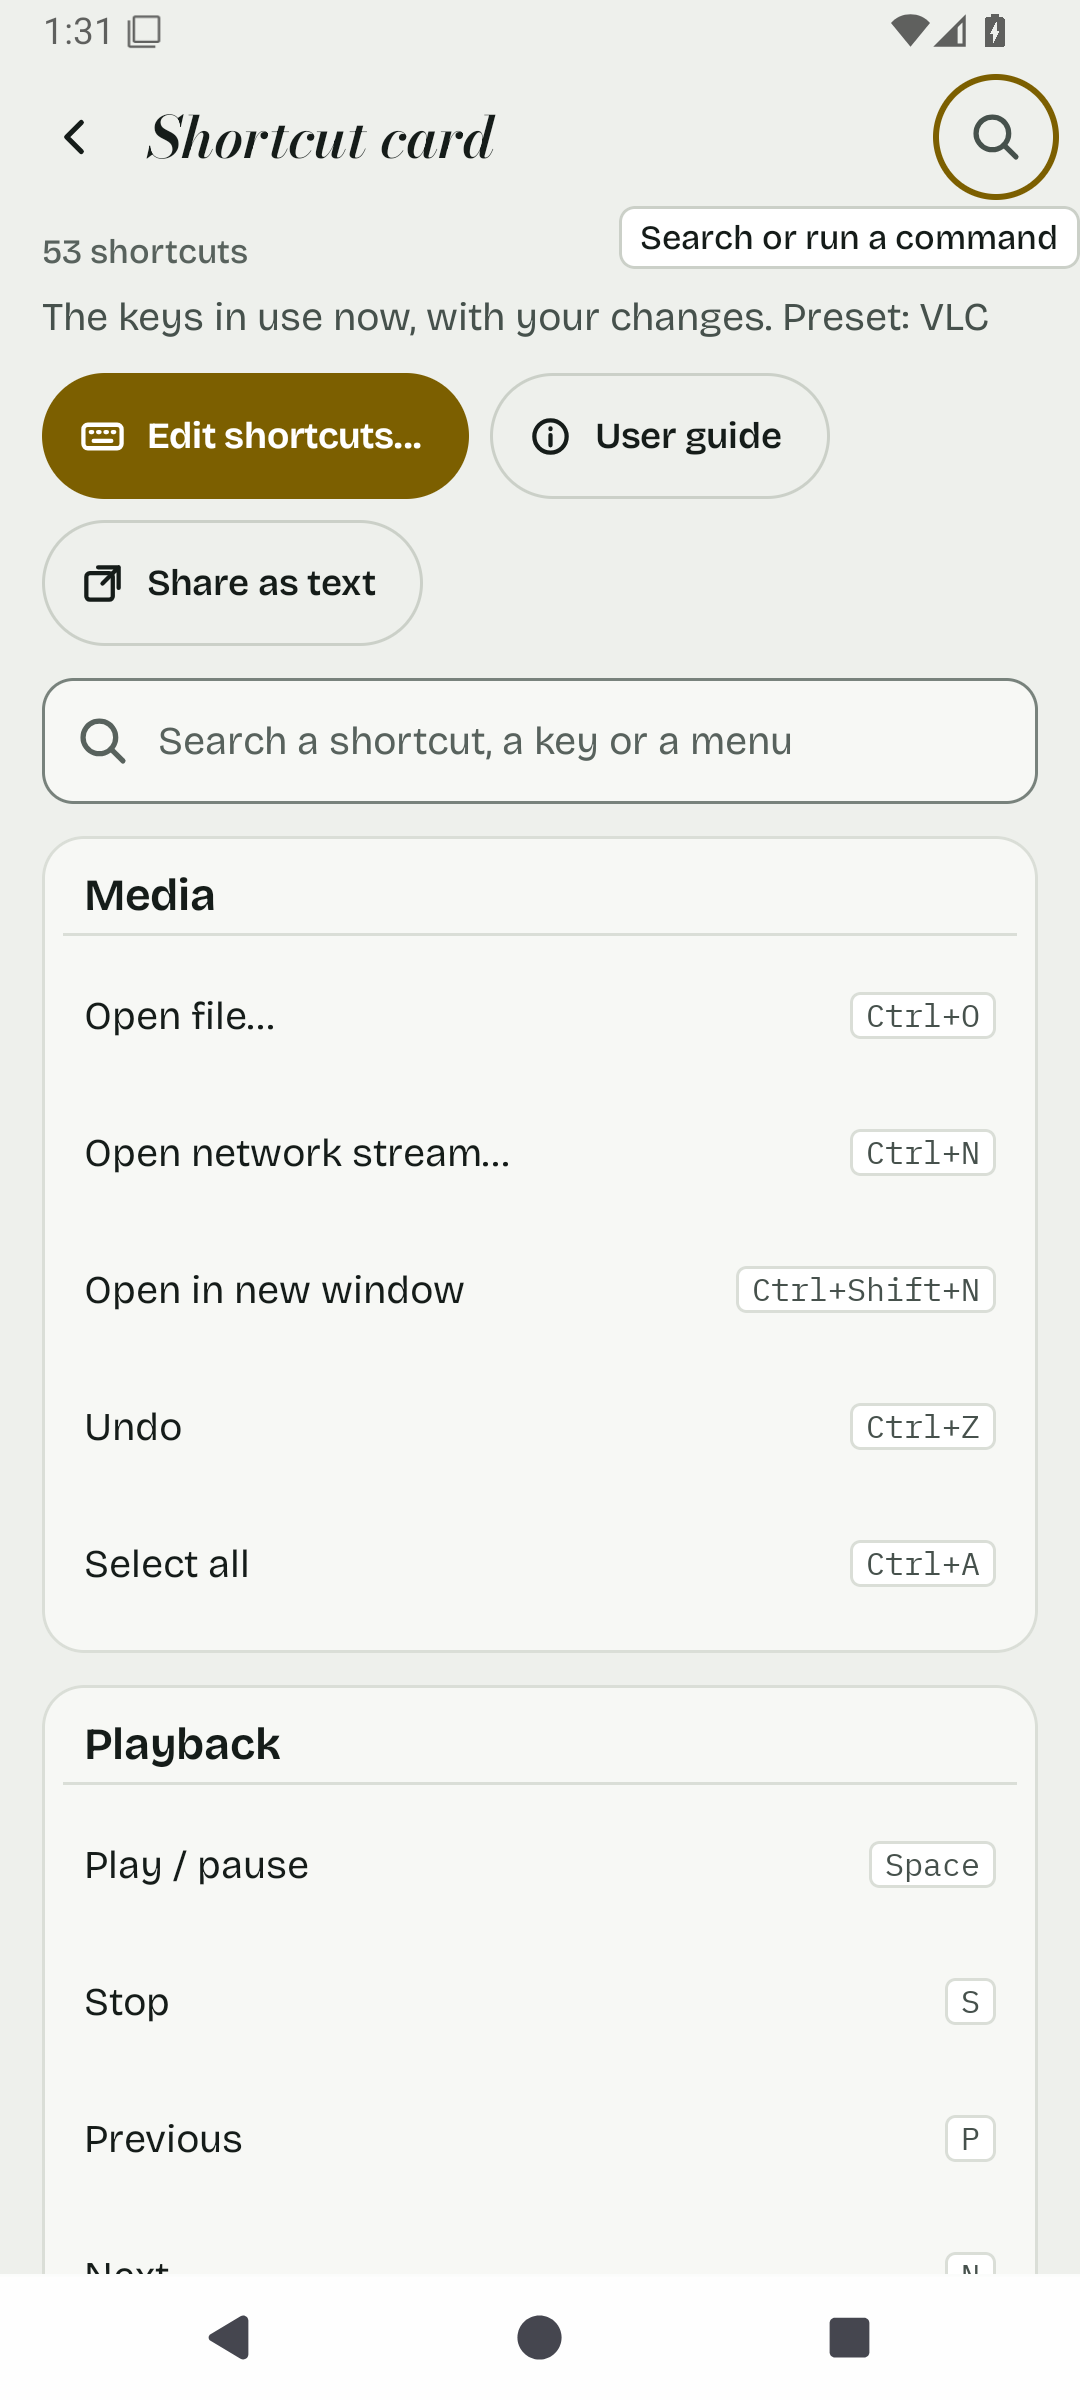 1:31
Shortcut card
Search or run a command
53 shortcuts
The keys in use now, with your changes. Preset: VLC
Edit shortcuts...
User guide
Share as text
Search a shortcut, a key or a menu
Media
Open file... Ctrl+O
Open network stream... Ctrl+N
Open in new window Ctrl+Shift+N
Undo Ctrl+Z
Select all Ctrl+A
Playback
Play / pause Space
Stop S
Previous P
Next N